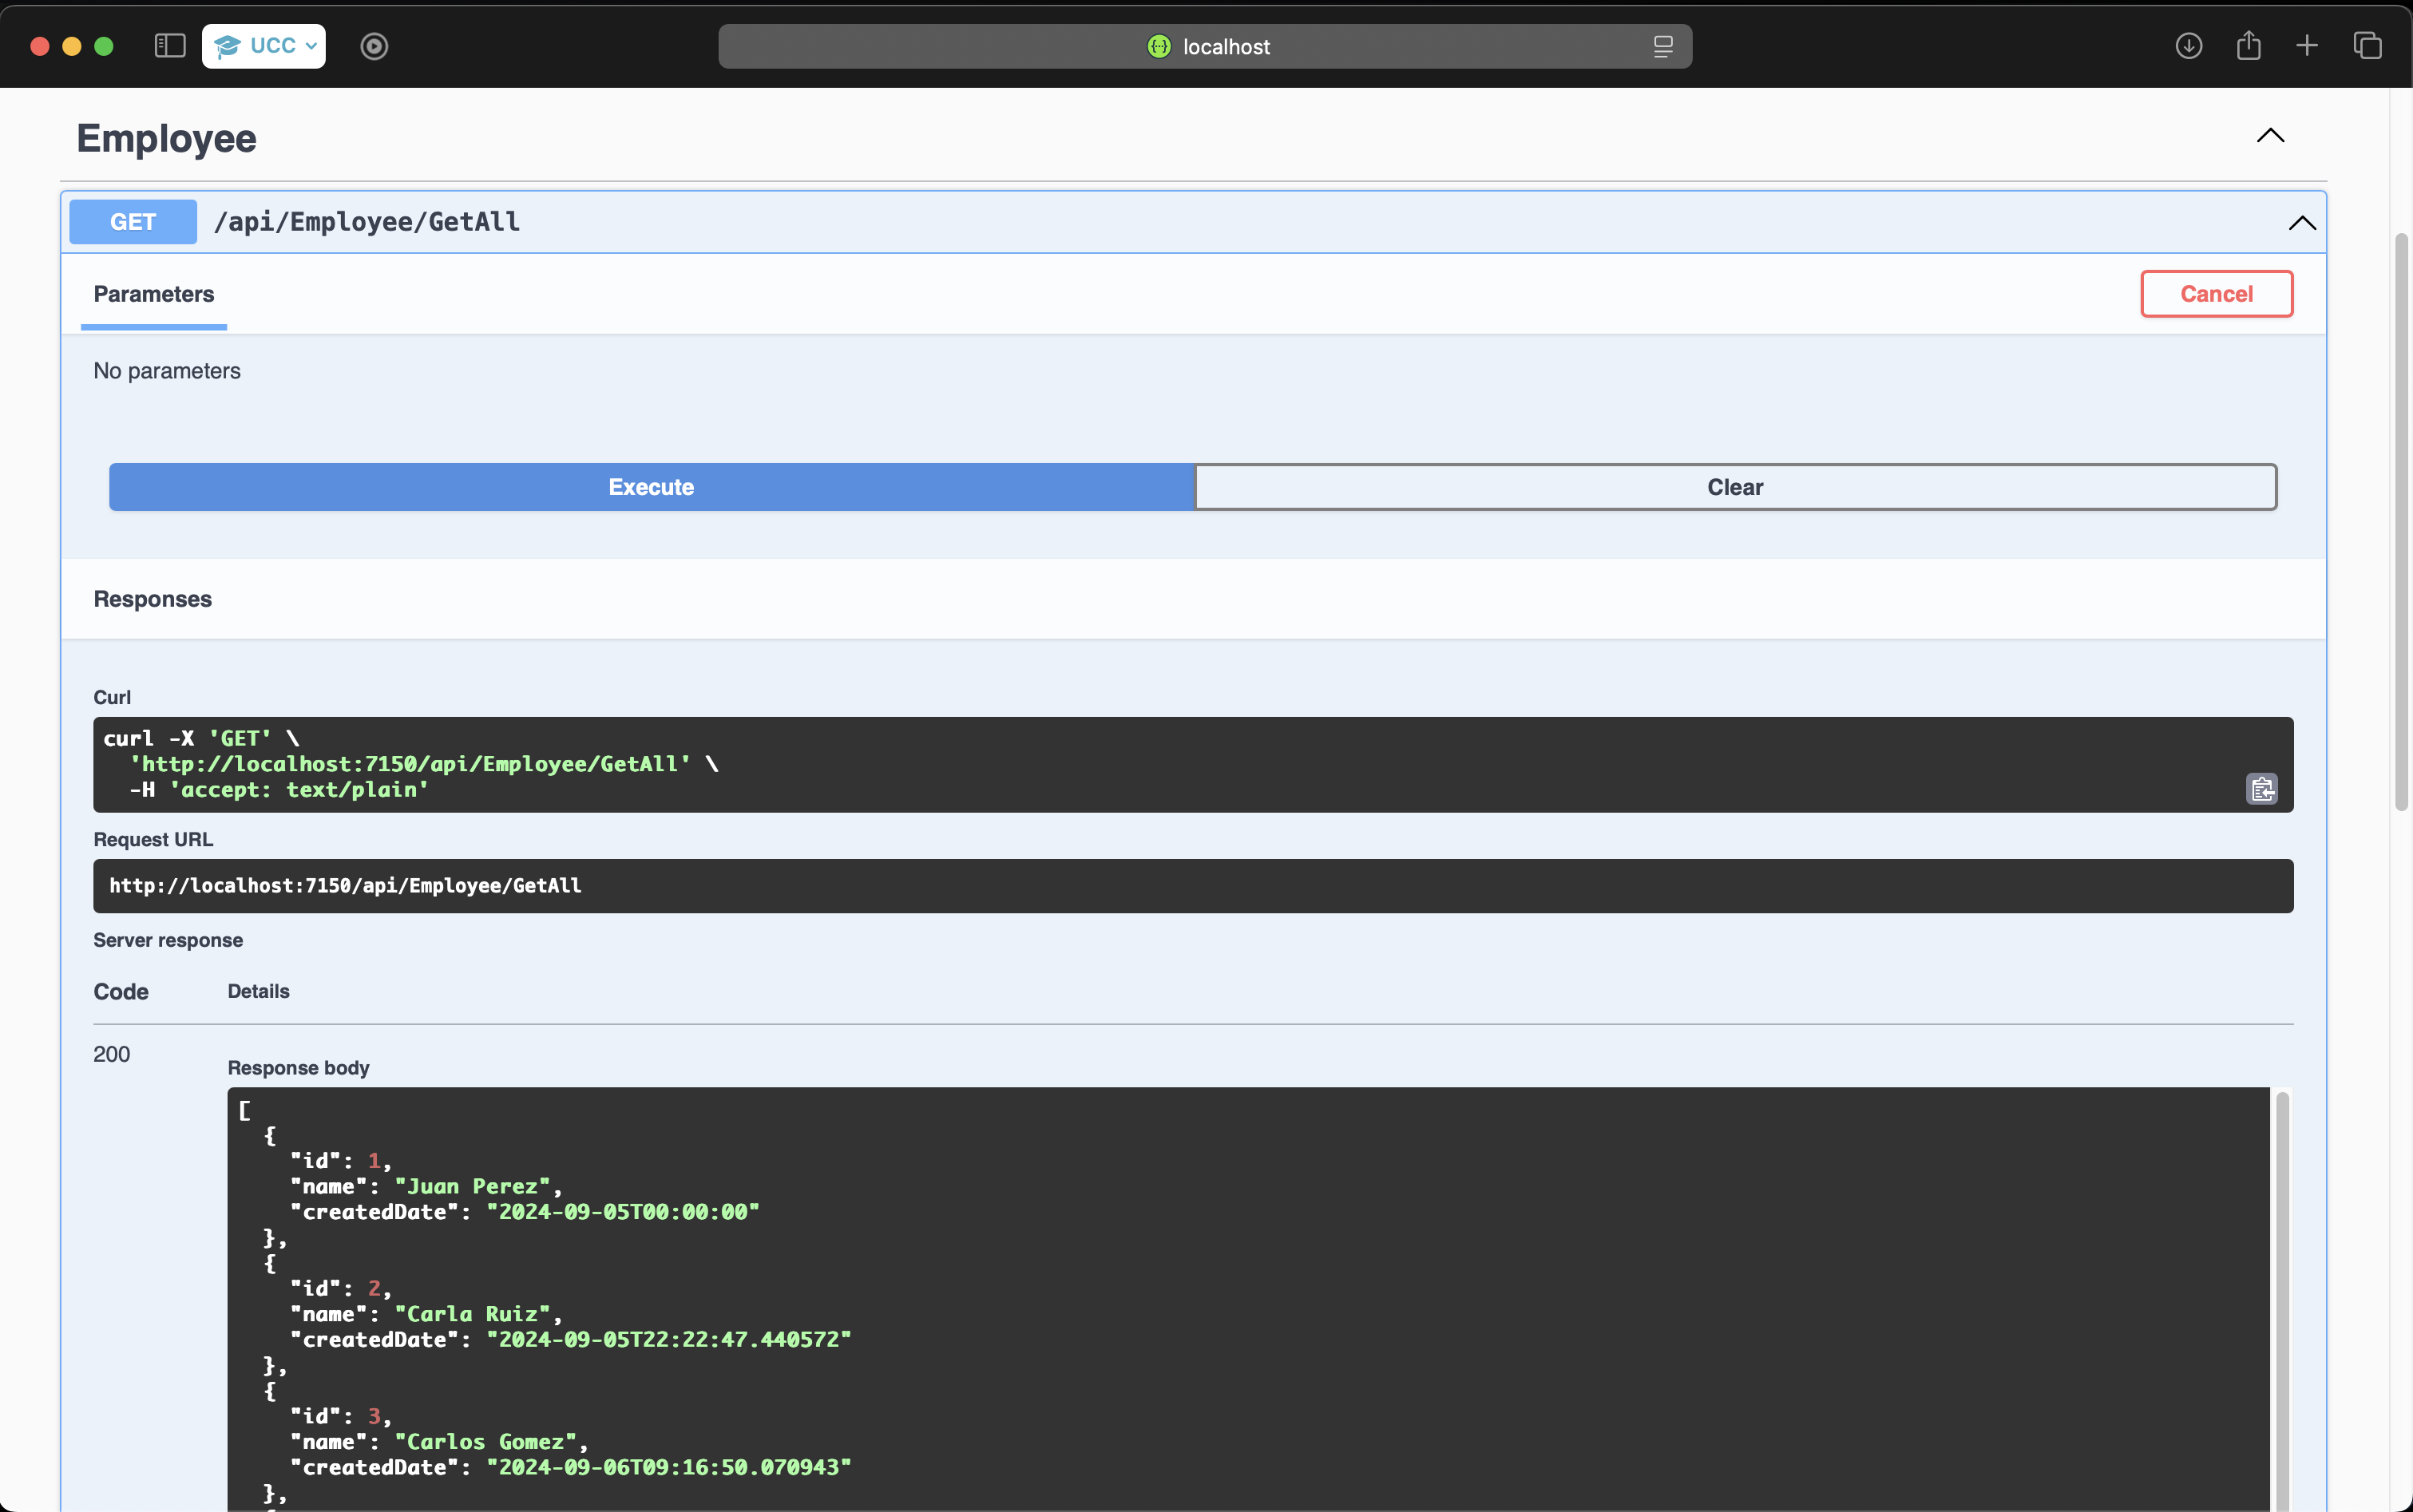 UCC
localhost
Employee
GET /api/Employee/GetAll
Parameters
Cancel
No parameters
Execute
Clear
Responses
Curl
curl -X 'GET' \
  'http://localhost:7150/api/Employee/GetAll' \
  -H 'accept: text/plain'
Request URL
http://localhost:7150/api/Employee/GetAll
Server response
Code Details
200
Response body
[
  {
    "id": 1,
    "name": "Juan Perez",
    "createdDate": "2024-09-05T00:00:00"
  },
  {
    "id": 2,
    "name": "Carla Ruiz",
    "createdDate": "2024-09-05T22:22:47.440572"
  },
  {
    "id": 3,
    "name": "Carlos Gomez",
    "createdDate": "2024-09-06T09:16:50.070943"
  },